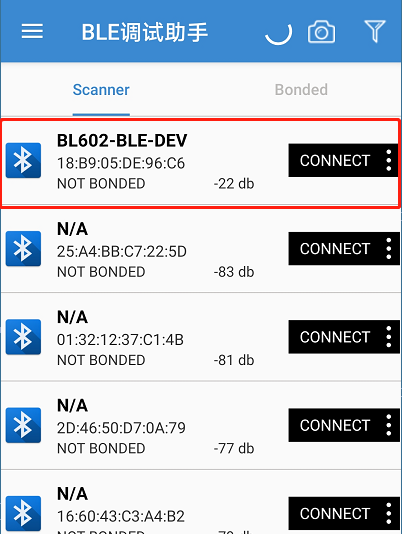 BLE调试助手
Scanner Bonded
BL602-BLE-DEV
18:B9:05:DE:96:C6
CONNECT
NOT BONDED -22 db
N/A
25:A4:BB:C7:22:5D
CONNECT
NOT BONDED -83 db
N/A
01:32:12:37:C1:4B
CONNECT
NOT BONDED -81 db
N/A
2D:46:50:D7:0A:79
CONNECT
NOT BONDED -77 db
N/A
16:60:43:C3:A4:B2
CONNECT
NOT BONDED